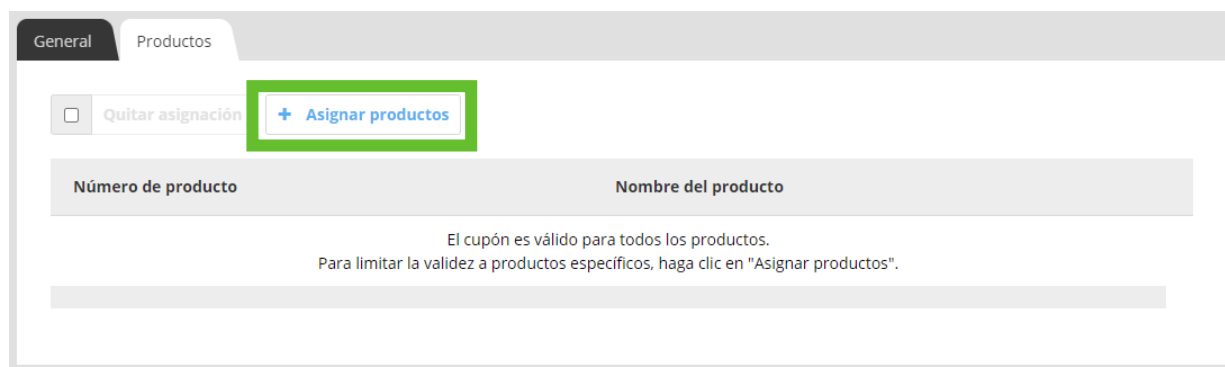 General Productos
Quitar asignación + Asignar productos
Número de producto Nombre del producto
El cupón es válido para todos los productos.
Para limitar la validez a productos específicos, haga clic en "Asignar productos".